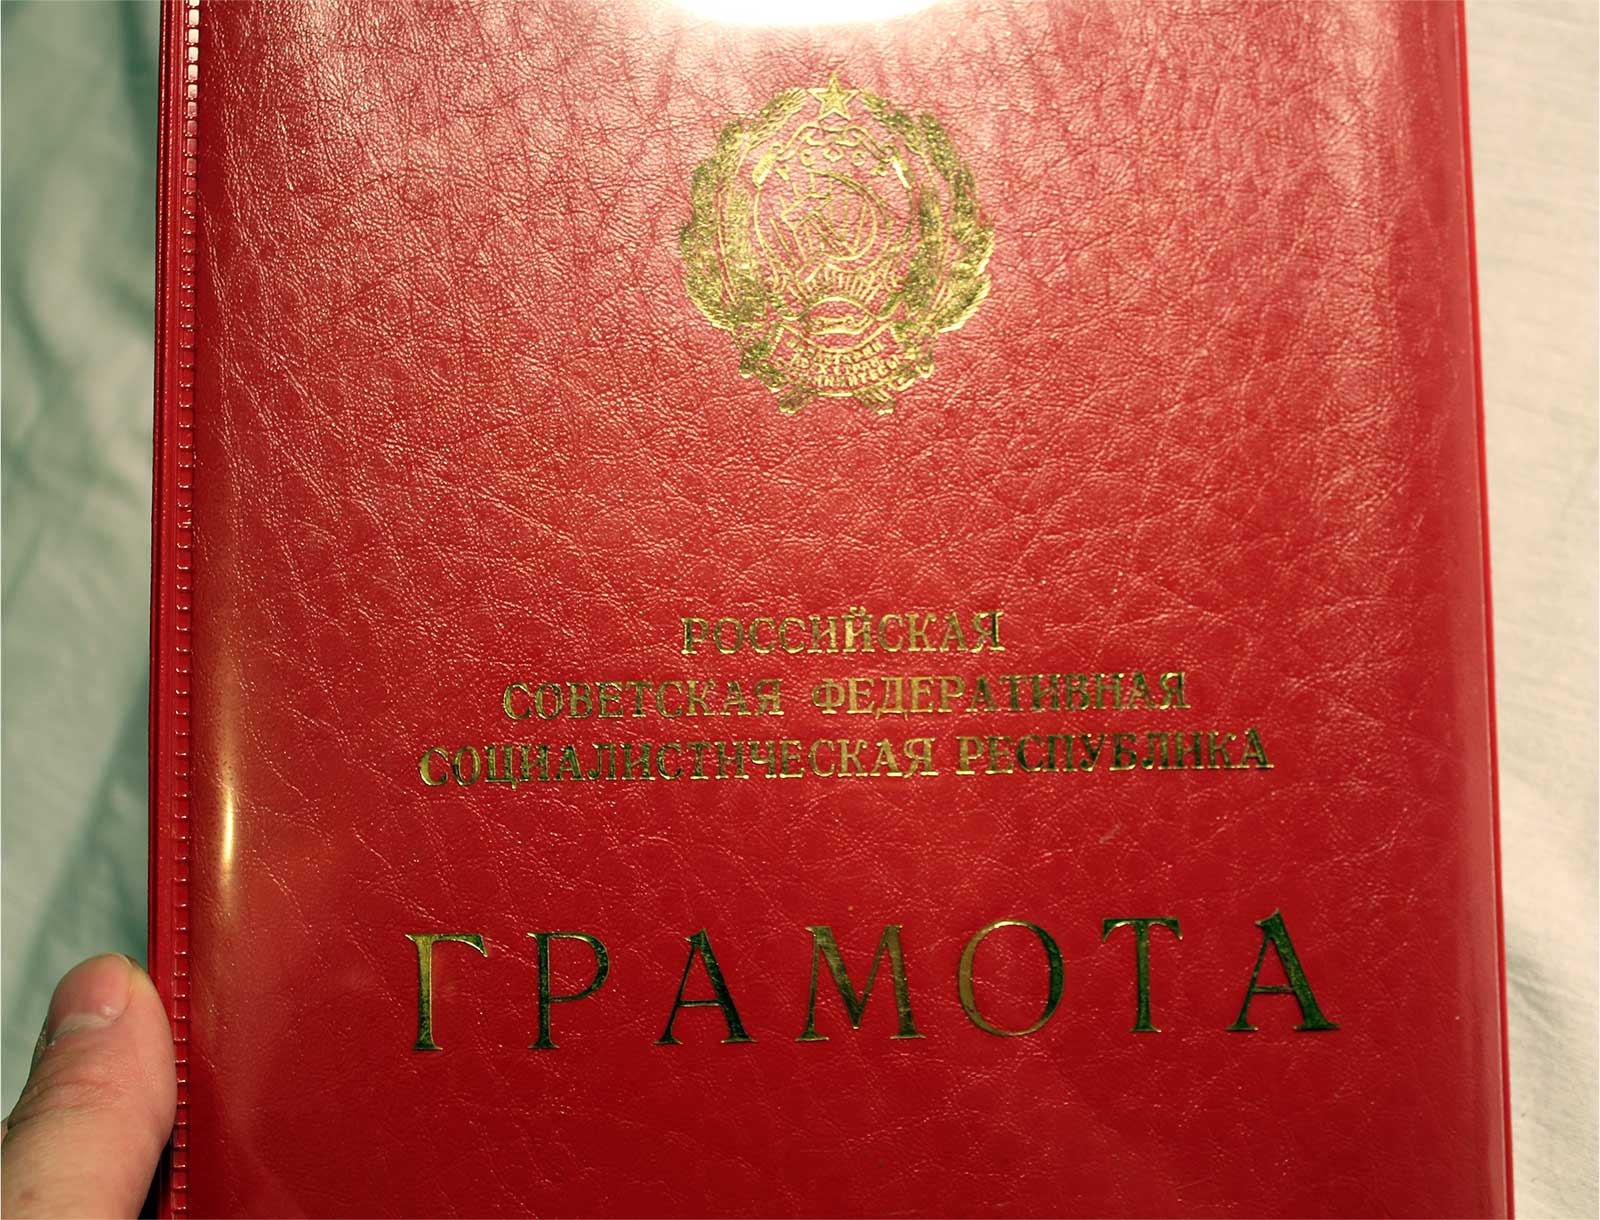 РОССИЙСКАЯ
СОВЕТСКАЯ ФЕДЕРАТИВНАЯ
СОЦИАЛИСТИЧЕСКАЯ РЕСПУБЛИКА
ГРАМОТА